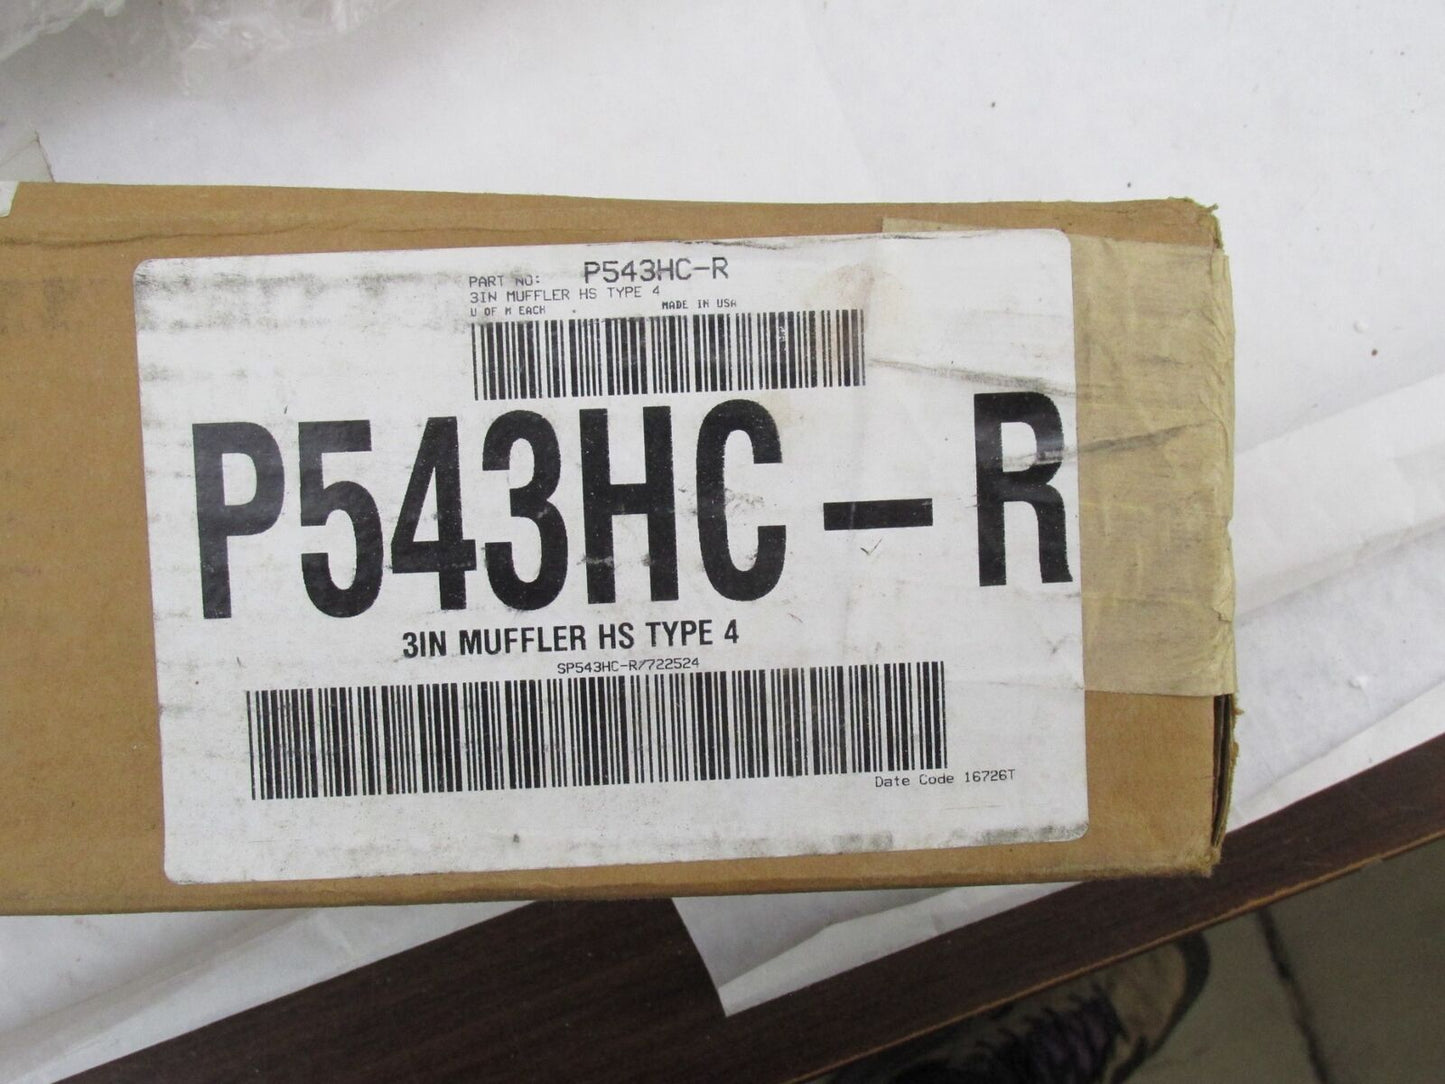 PART NO: P543HC-R
3IN MUFFLER HS TYPE 4
U OF M EACH MADE IN USA
P543HC-R
3IN MUFFLER HS TYPE 4
SP543HC-R/722524
Date Code 16726T